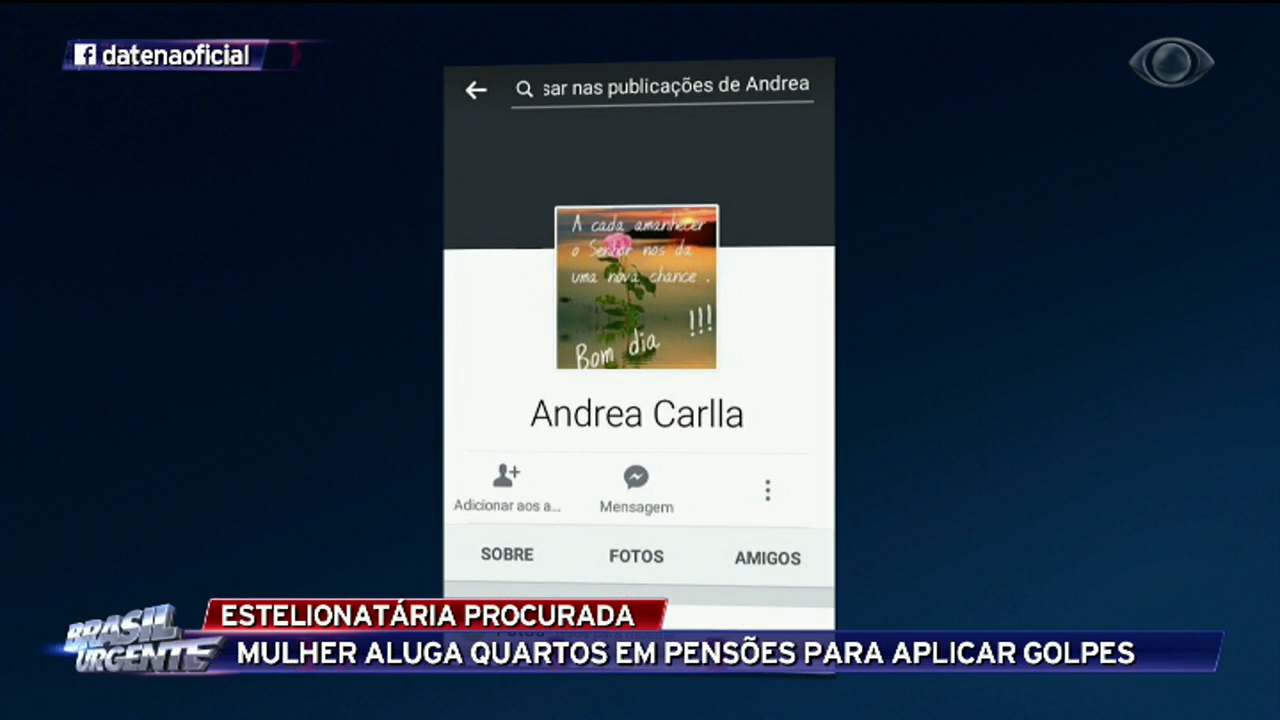 datenaoficial
sar nas publicações de Andrea
A cada amanhecer
o Senhor nos da
uma nova chance .
!!!
Bom dia
Andrea Carlla
Adicionar aos a...
Mensagem
SOBRE
FOTOS
AMIGOS
ESTELIONATÁRIA PROCURADA
BRASIL
URGENTE
MULHER ALUGA QUARTOS EM PENSÕES PARA APLICAR GOLPES